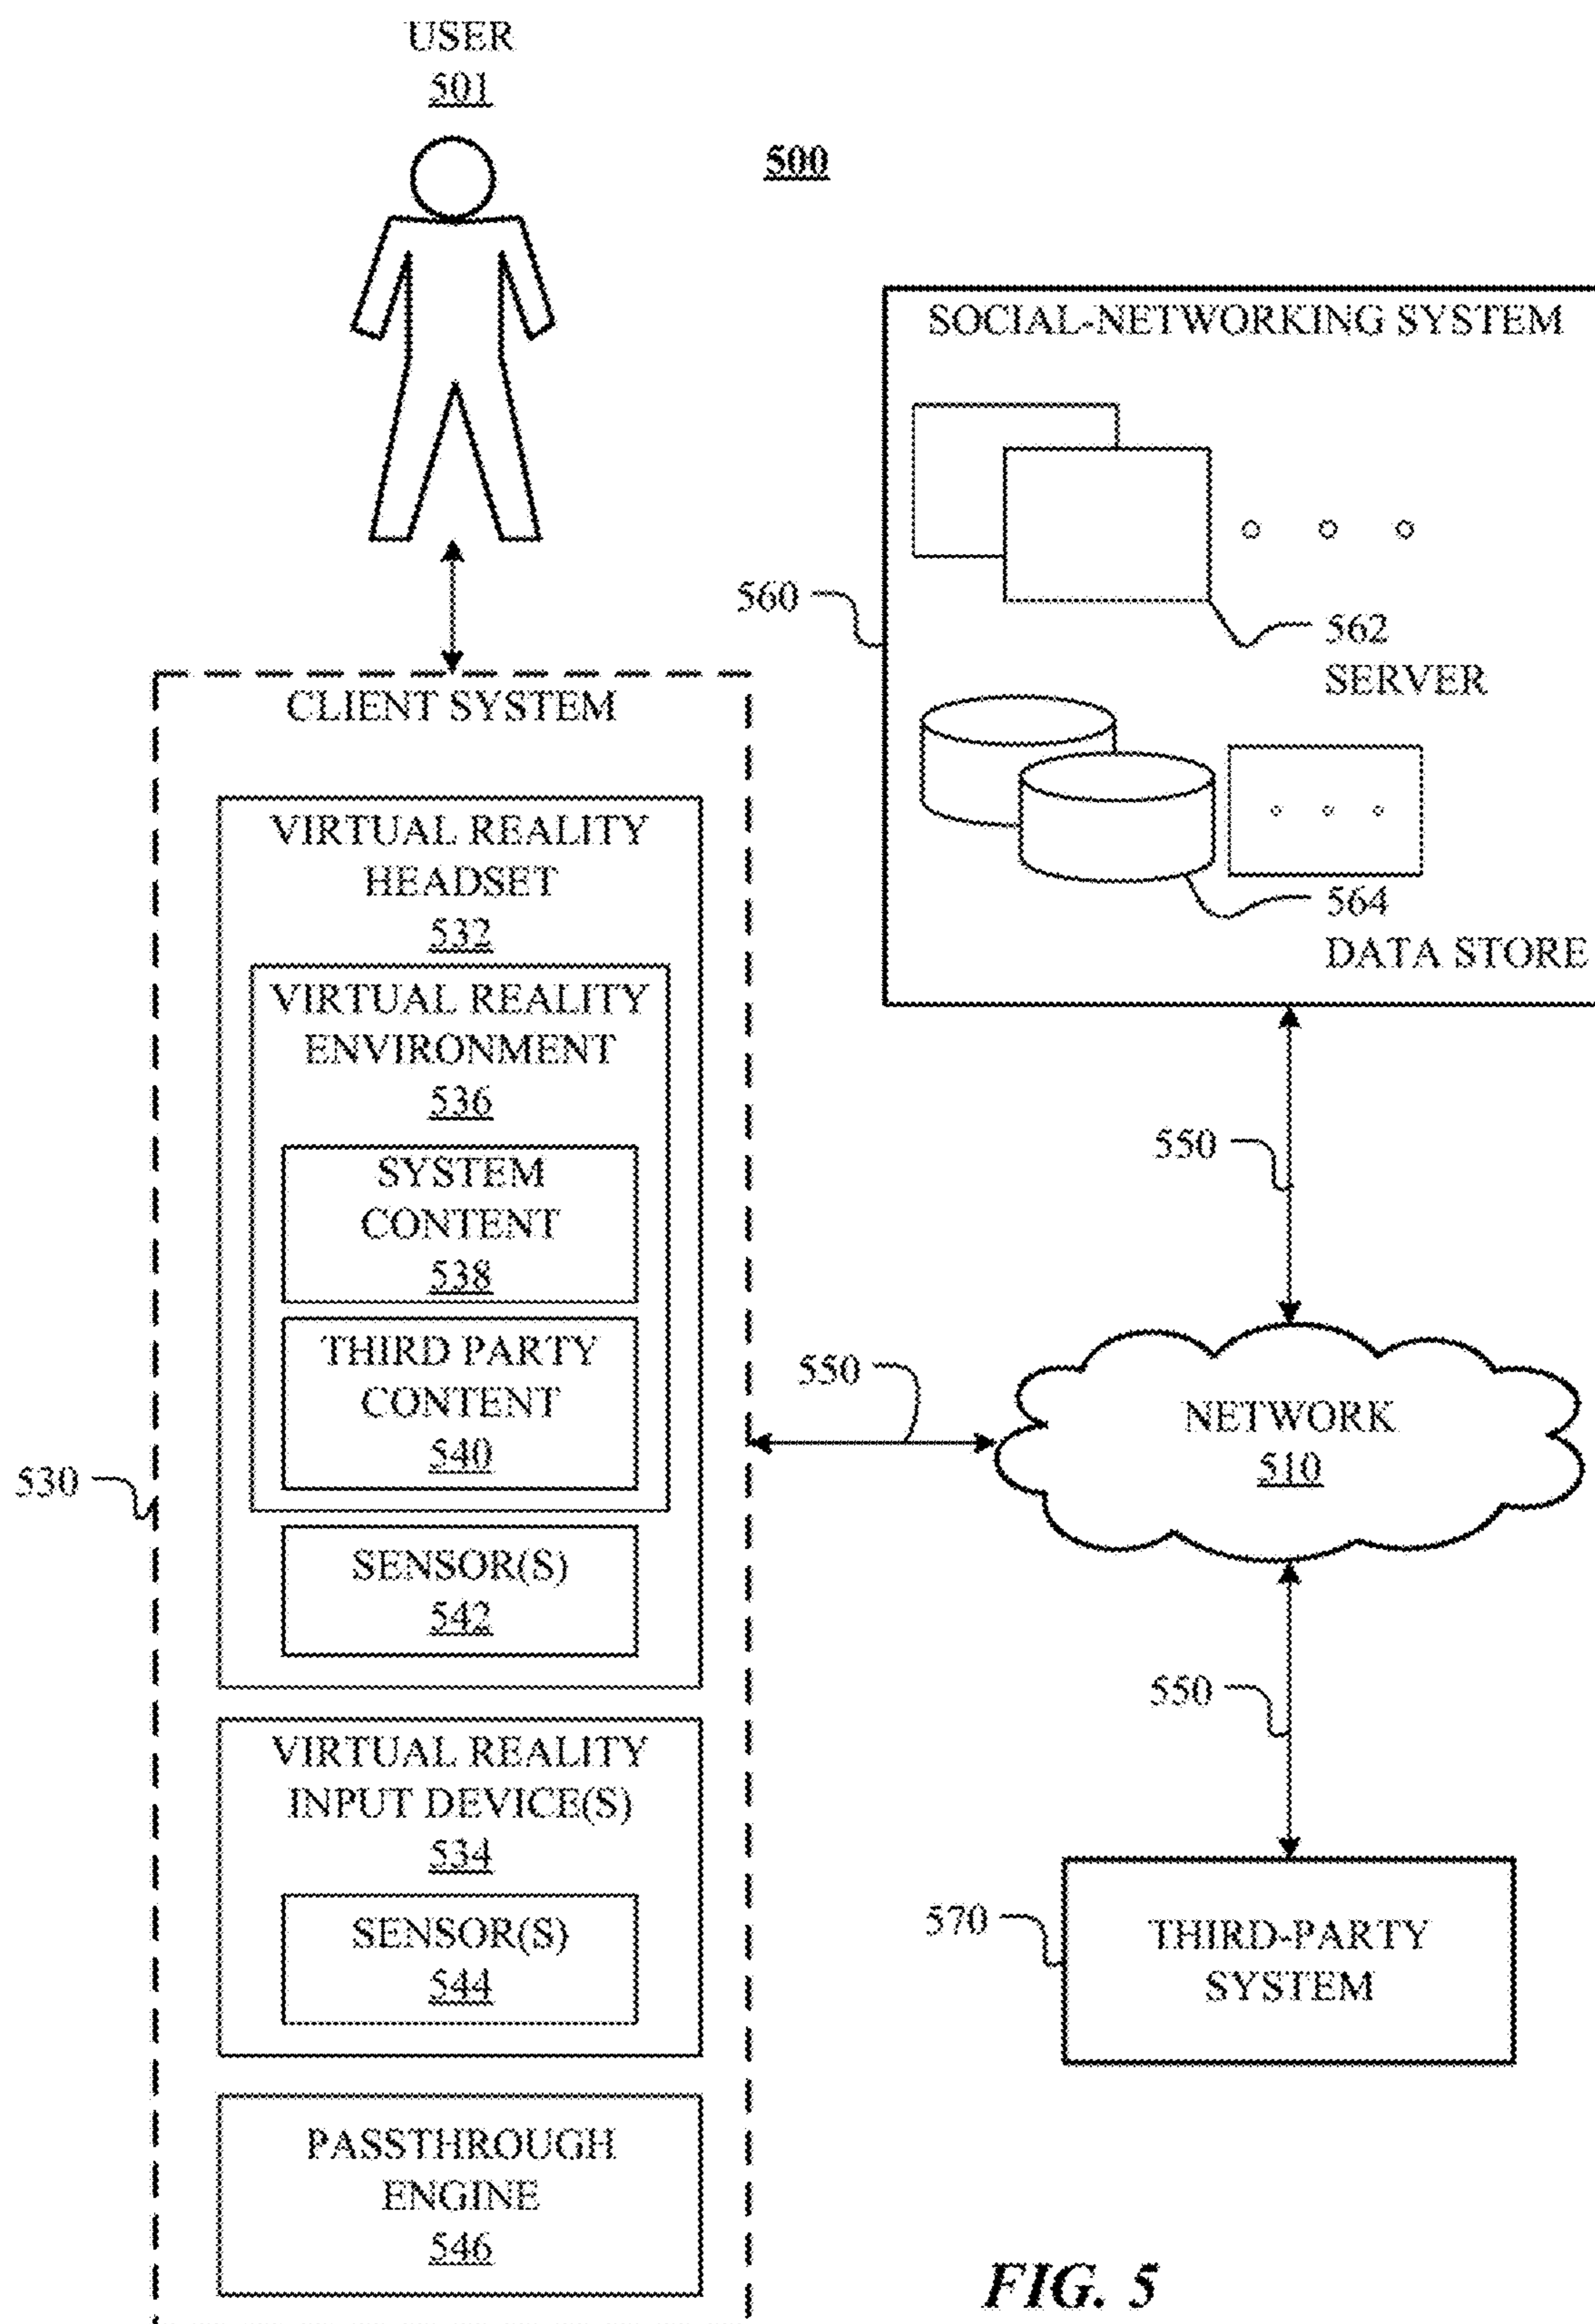 USER
501
500
SOCIAL-NETWORKING SYSTEM
560
562
SERVER
564
DATA STORE
CLIENT SYSTEM
VIRTUAL REALITY
HEADSET
532
VIRTUAL REALITY
ENVIRONMENT
536
SYSTEM
CONTENT
538
THIRD PARTY
CONTENT
540
SENSOR(S)
542
530
VIRTUAL REALITY
INPUT DEVICE(S)
534
SENSOR(S)
544
PASSTHROUGH
ENGINE
546
550
550
NETWORK
510
550
570
THIRD-PARTY
SYSTEM
FIG. 5